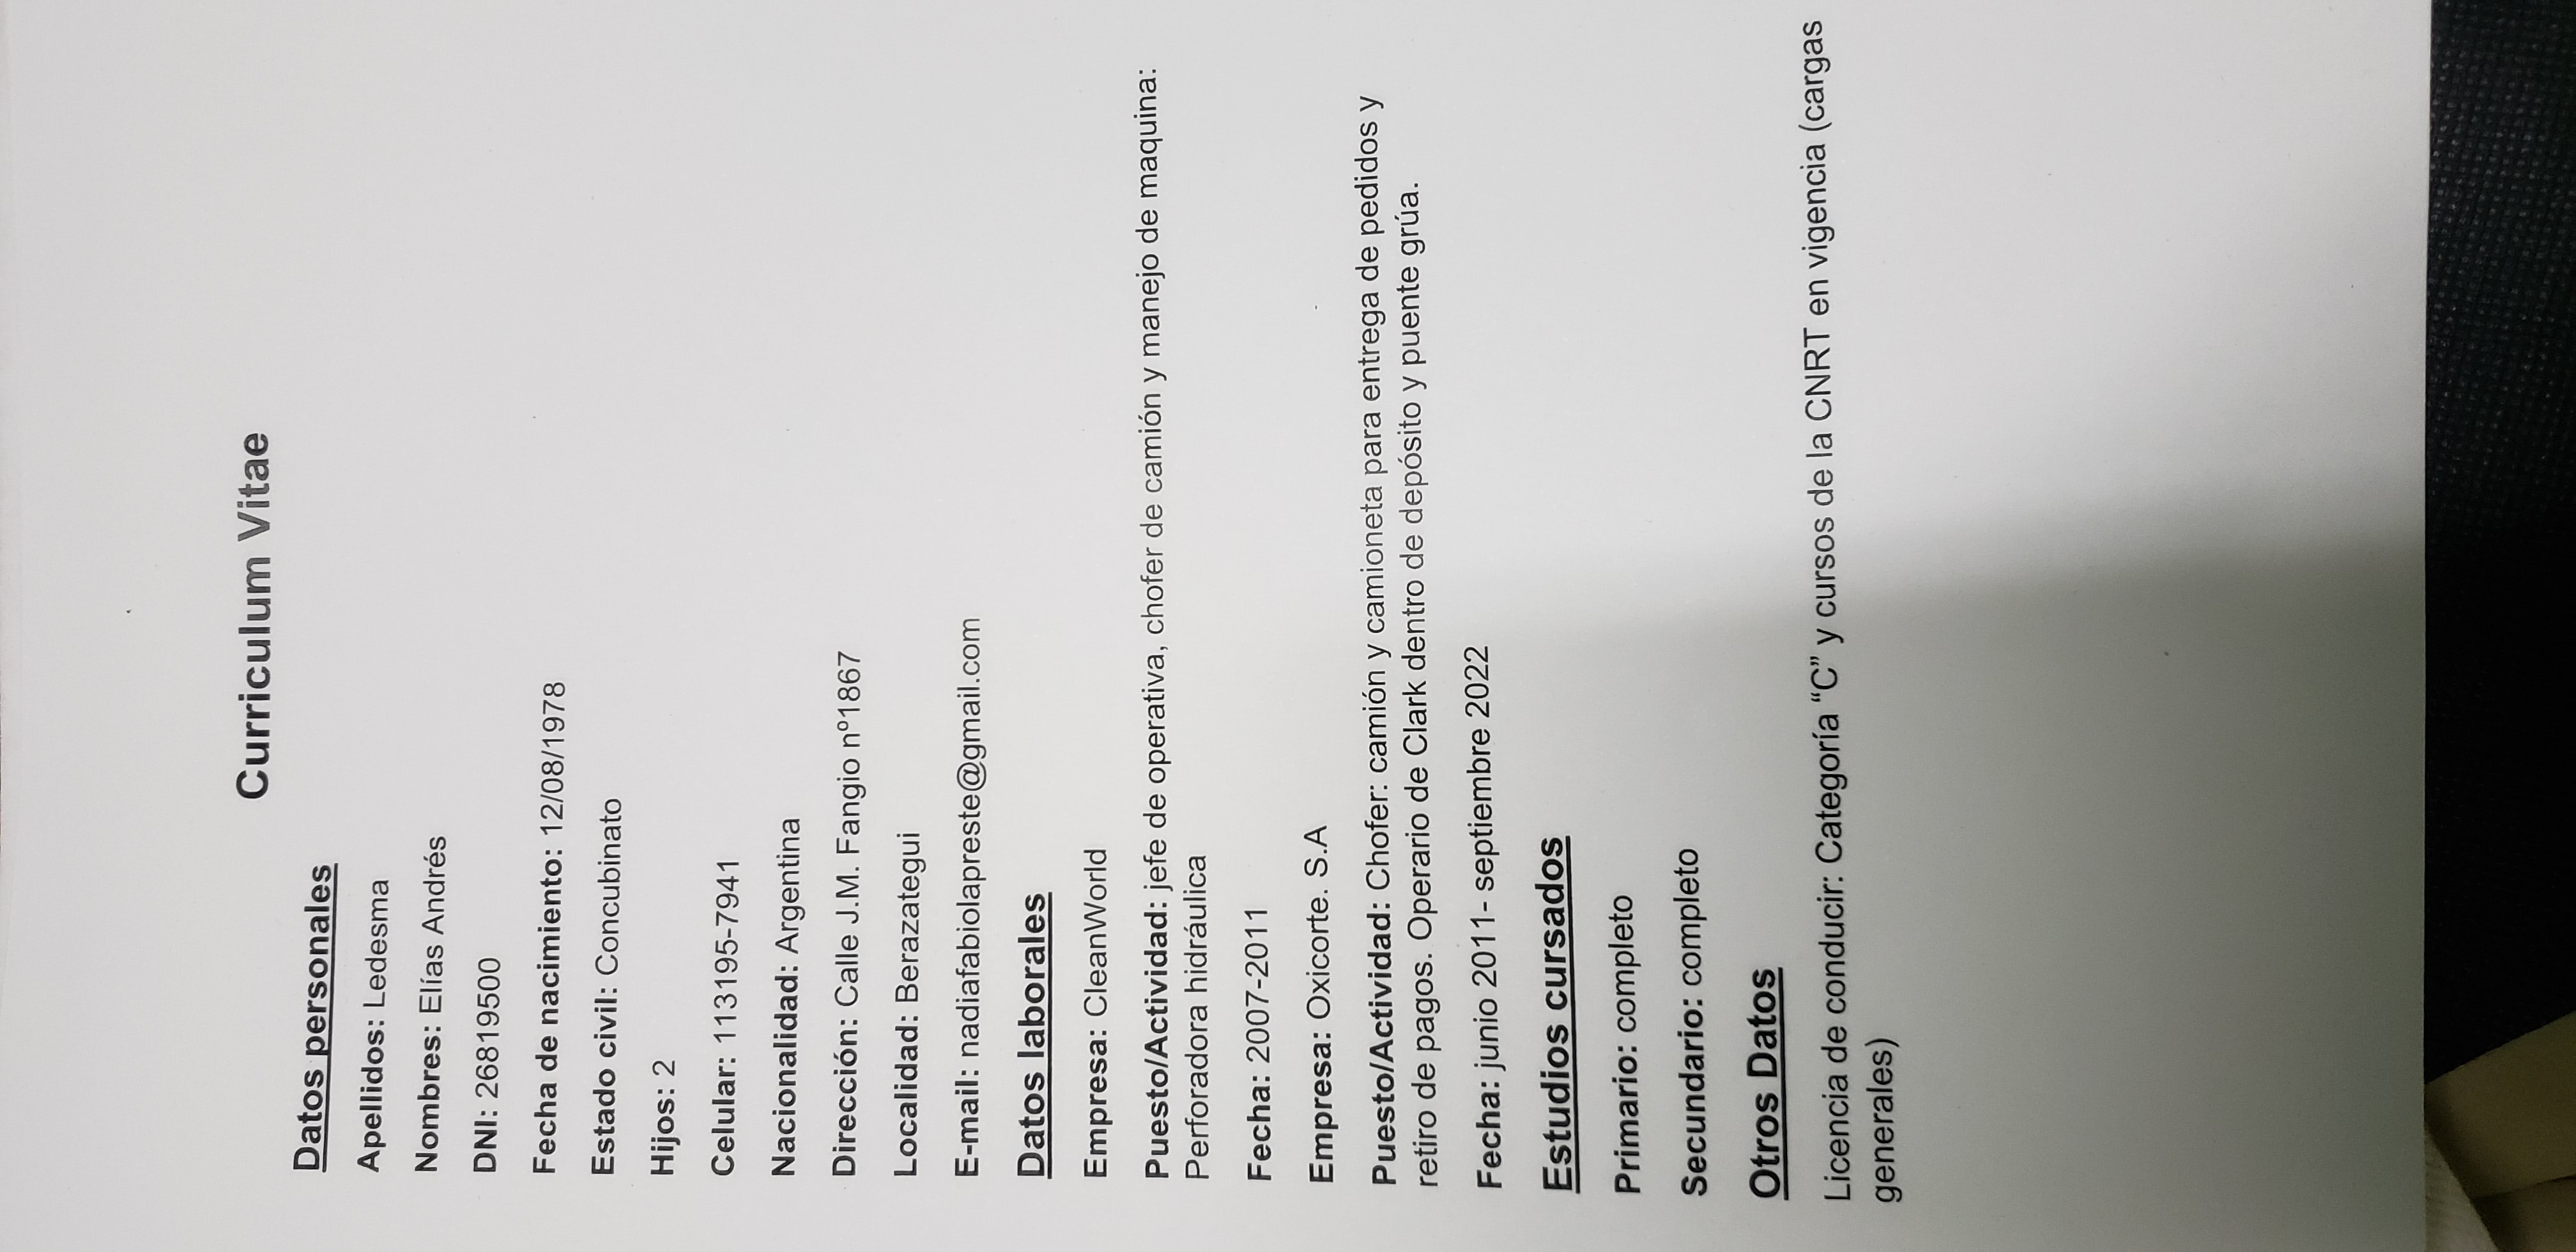 Curriculum Vitae
Datos personales
Apellidos: Ledesma
Nombres: Elías Andrés
DNI: 26819500
Fecha de nacimiento: 12/08/1978
Estado civil: Concubinato
Hijos: 2
Celular: 113195-7941
Nacionalidad: Argentina
Dirección: Calle J.M. Fangio nº1867
Localidad: Berazategui
E-mail: nadiafabiolapreste@gmail.com
Datos laborales
Empresa: CleanWorld
Puesto/Actividad: jefe de operativa, chofer de camión y manejo de maquina:
Perforadora hidráulica
Fecha: 2007-2011
Empresa: Oxicorte. S.A
Puesto/Actividad: Chofer: camión y camioneta para entrega de pedidos y
retiro de pagos. Operario de Clark dentro de depósito y puente grúa.
Fecha: junio 2011- septiembre 2022
Estudios cursados
Primario: completo
Secundario: completo
Otros Datos
Licencia de conducir: Categoría “C” y cursos de la CNRT en vigencia (cargas
generales)